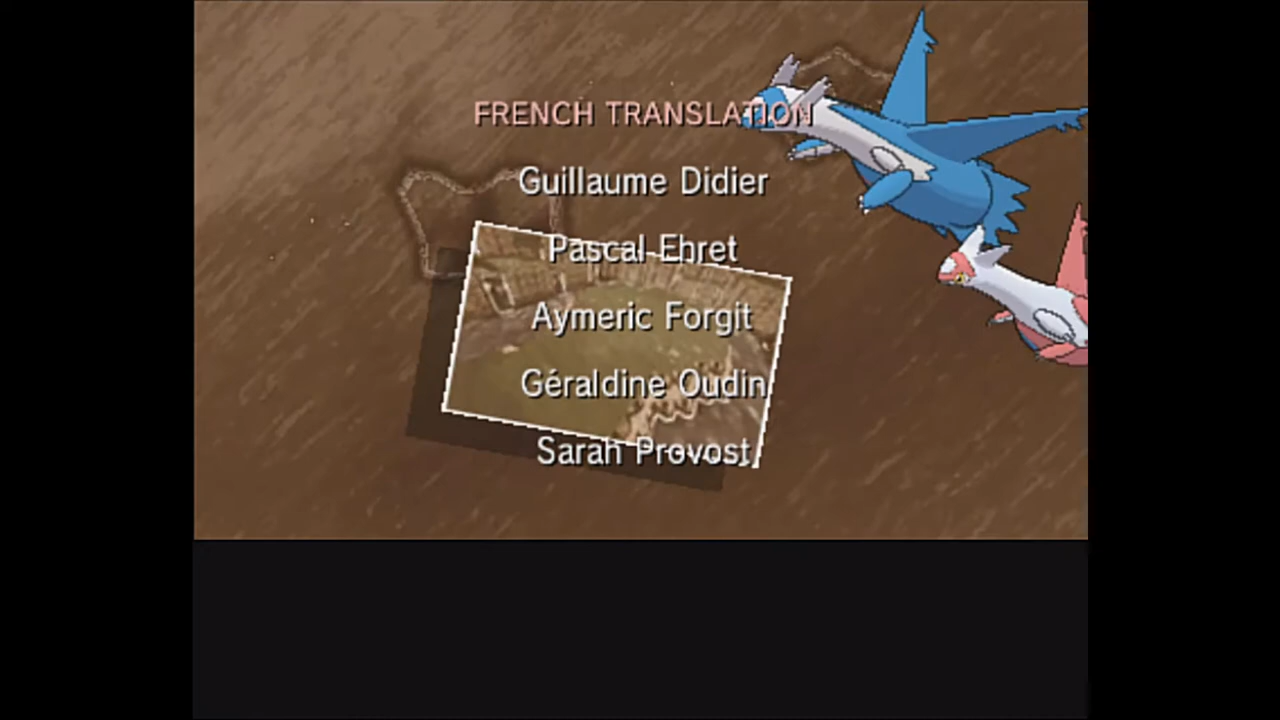 FRENCH TRANSLATION
Guillaume Didier
Pascal Ehret
Aymeric Forgit
Géraldine Oudin
Sarah Provost